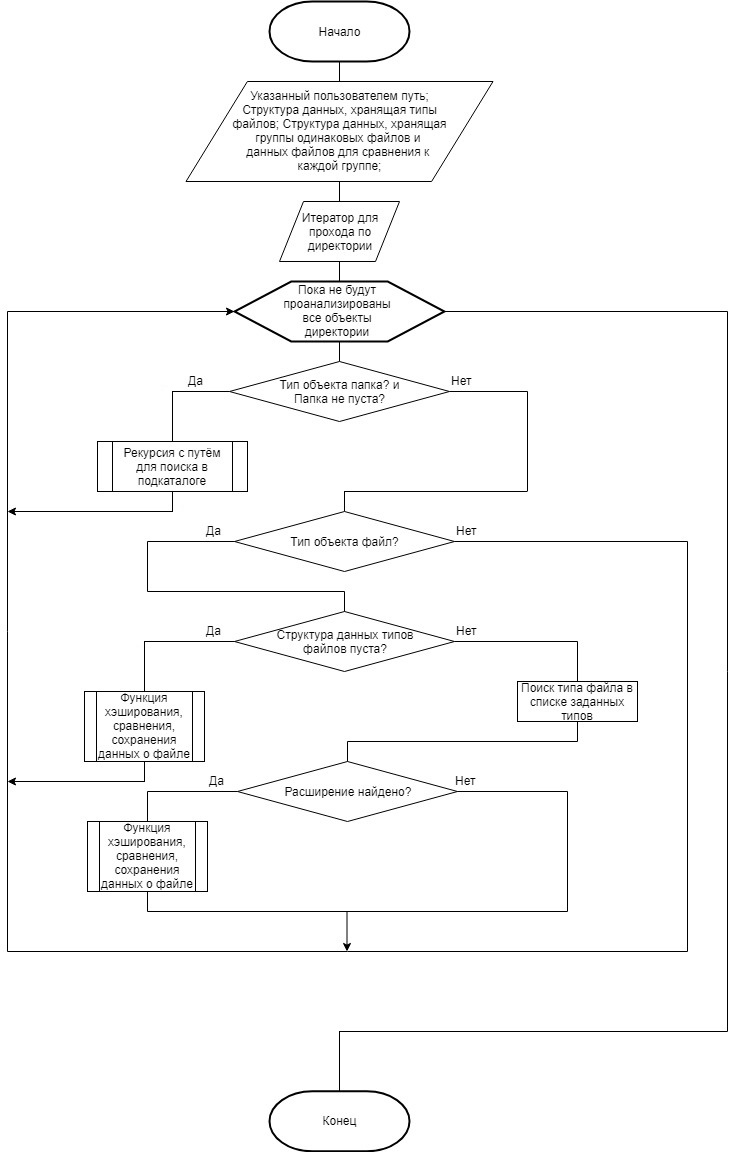 Начало
Указанный пользователем путь;
Структура данных, хранящая типы
файлов; Структура данных, хранящая
группы одинаковых файлов и
данных файлов для сравнения к
каждой группе;
Итератор для
прохода по
директории
Пока не будут
проанализированы
все объекты
директории
Да
Тип объекта папка? и
Папка не пуста?
Нет
Рекурсия с путём
для поиска в
подкаталоге
Да
Тип объекта файл?
Нет
Да
Структура данных типов
файлов пуста?
Нет
Функция
хэширования,
сравнения,
сохранения
данных о файле
Поиск типа файла в
списке заданных
типов
Да
Расширение найдено?
Нет
Функция
хэширования,
сравнения,
сохранения
данных о файле
Конец